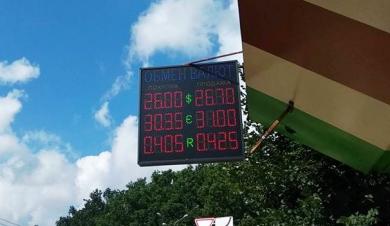 ОБМЕН ВАЛЮТ
ПОКУПКА ПРОДАЖА
26.00 $ 26.70
30.35 € 31.00
0.405 R 0.425